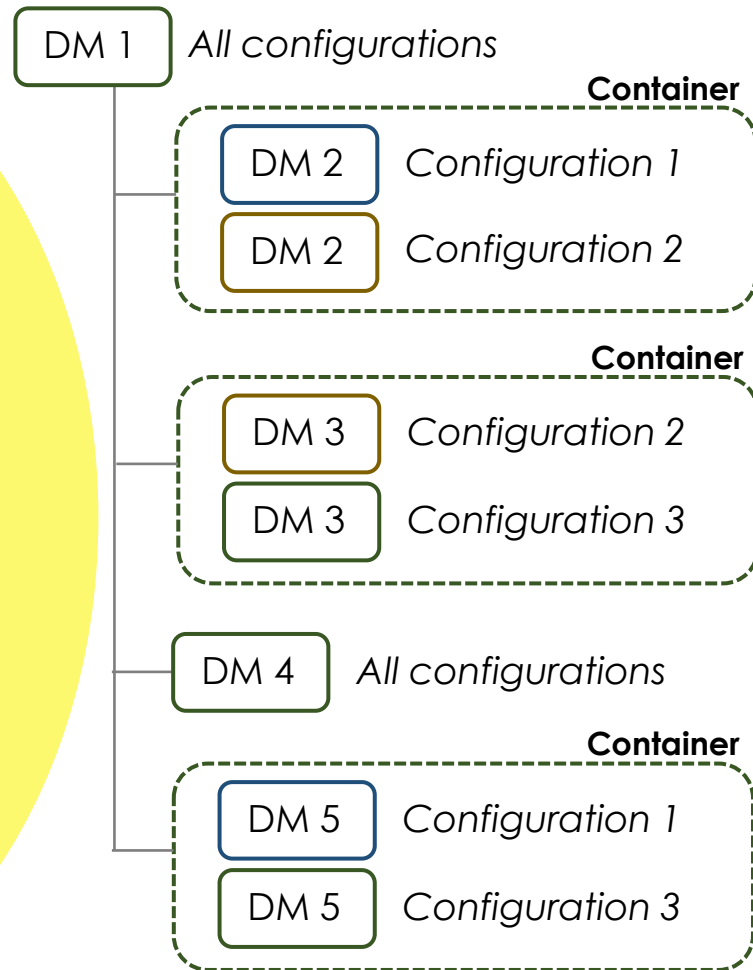 DM 1 All configurations
Container
DM 2 Configuration 1
DM 2 Configuration 2
Container
DM 3 Configuration 2
DM 3 Configuration 3
DM 4 All configurations
Container
DM 5 Configuration 1
DM 5 Configuration 3